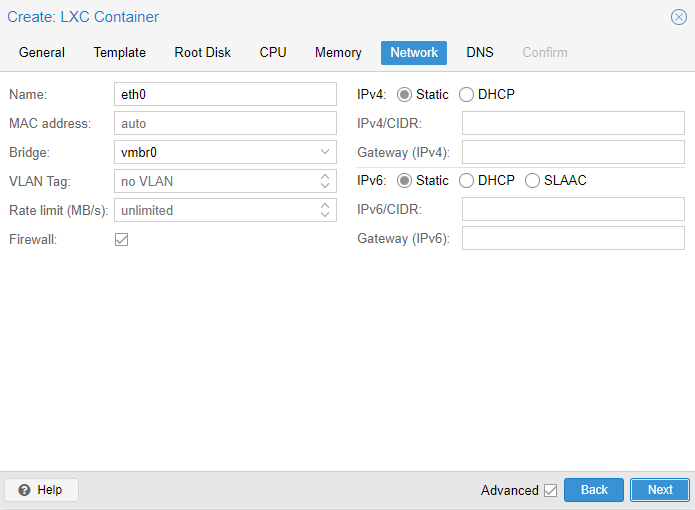 Create: LXC Container
General Template Root Disk CPU Memory Network DNS Confirm
Name: eth0
MAC address: auto
Bridge: vmbr0
VLAN Tag: no VLAN
Rate limit (MB/s): unlimited
Firewall:
IPv4: Static DHCP
IPv4/CIDR:
Gateway (IPv4):
IPv6: Static DHCP SLAAC
IPv6/CIDR:
Gateway (IPv6):
Help Advanced Back Next